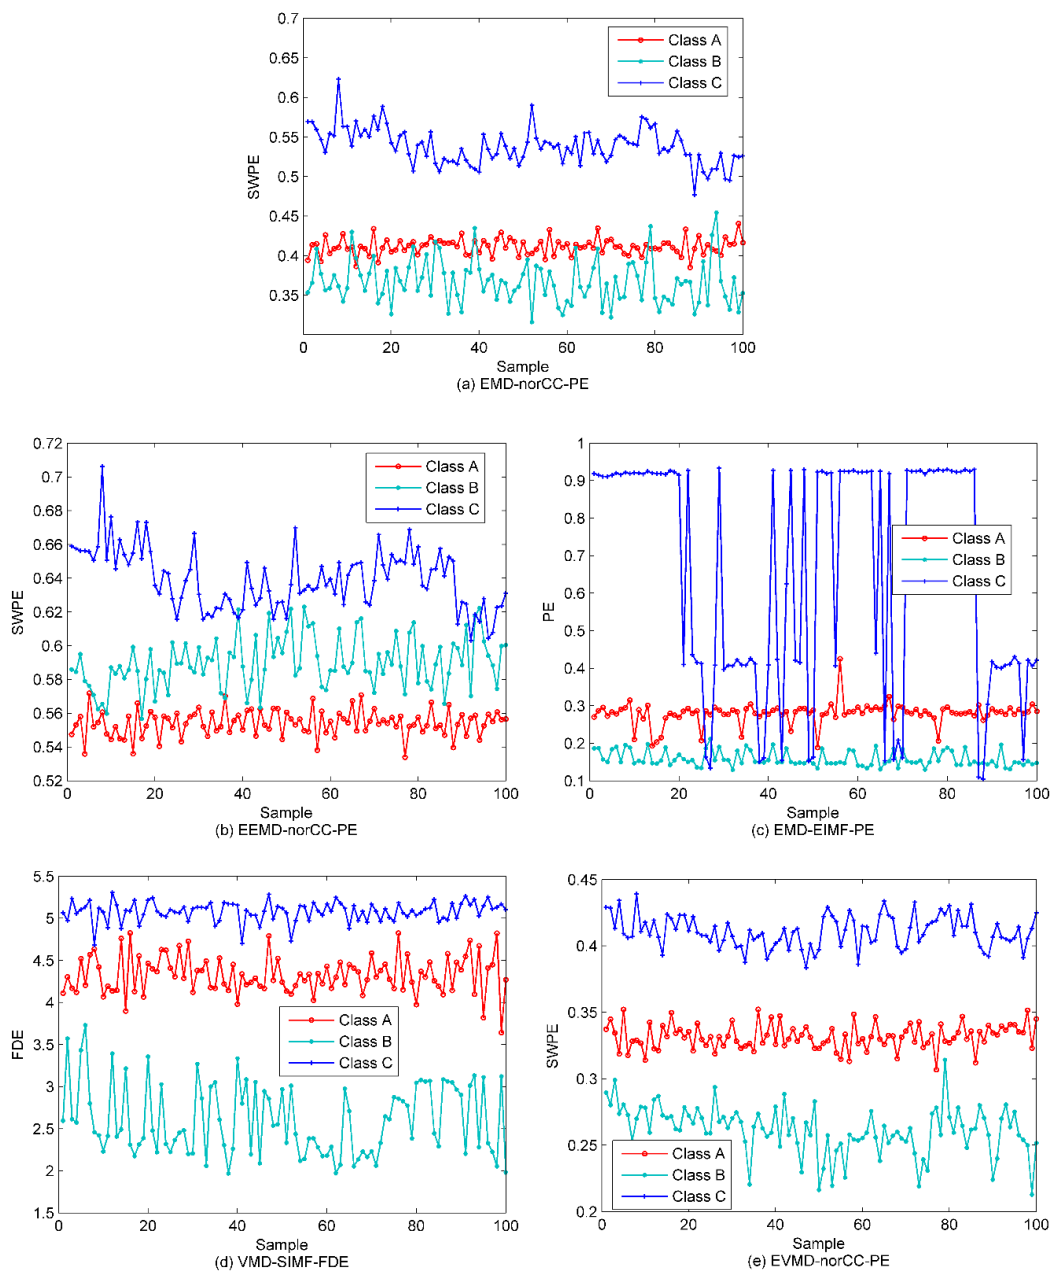 0.7
0.65
0.6
0.55
0.5
0.45
0.4
0.35
SWPE
Class A
Class B
Class C
0 20 40 60 80 100
Sample
(a) EMD-norCC-PE
0.72
0.7
0.68
0.66
0.64
0.62
0.6
0.58
0.56
0.54
0.52
SWPE
Class A
Class B
Class C
0 20 40 60 80 100
Sample
(b) EEMD-norCC-PE
1
0.9
0.8
0.7
0.6
0.5
0.4
0.3
0.2
0.1
PE
Class A
Class B
Class C
0 20 40 60 80 100
Sample
(c) EMD-EIMF-PE
5.5
5
4.5
4
3.5
3
2.5
2
1.5
FDE
Class A
Class B
Class C
0 20 40 60 80 100
Sample
(d) VMD-SIMF-FDE
0.45
0.4
0.35
0.3
0.25
0.2
SWPE
Class A
Class B
Class C
0 20 40 60 80 100
Sample
(e) EVMD-norCC-PE